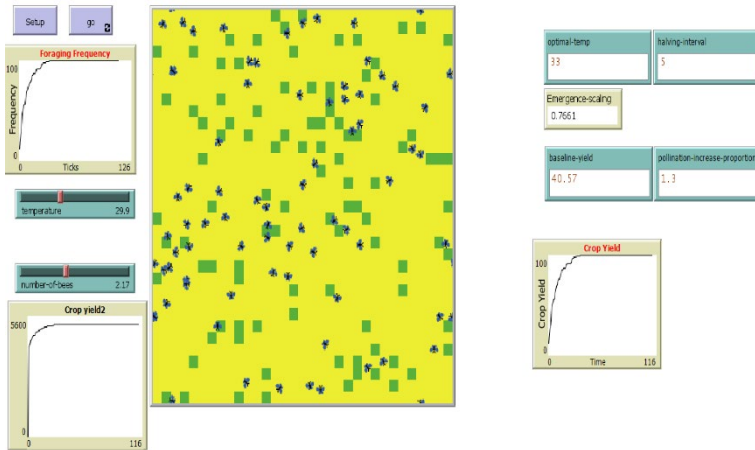 Setup
go
Foraging Frequency
100
Frequency
0
0
Ticks
126
temperature
29.9
number-of-bees
2.17
Crop yield2
5600
0
0
116
optimal-temp
33
halving-interval
5
Emergence-scaling
0.7661
baseline-yield
40.57
pollination-increase-proportion
1.3
Crop Yield
100
Crop Yield
0
0
Time
116